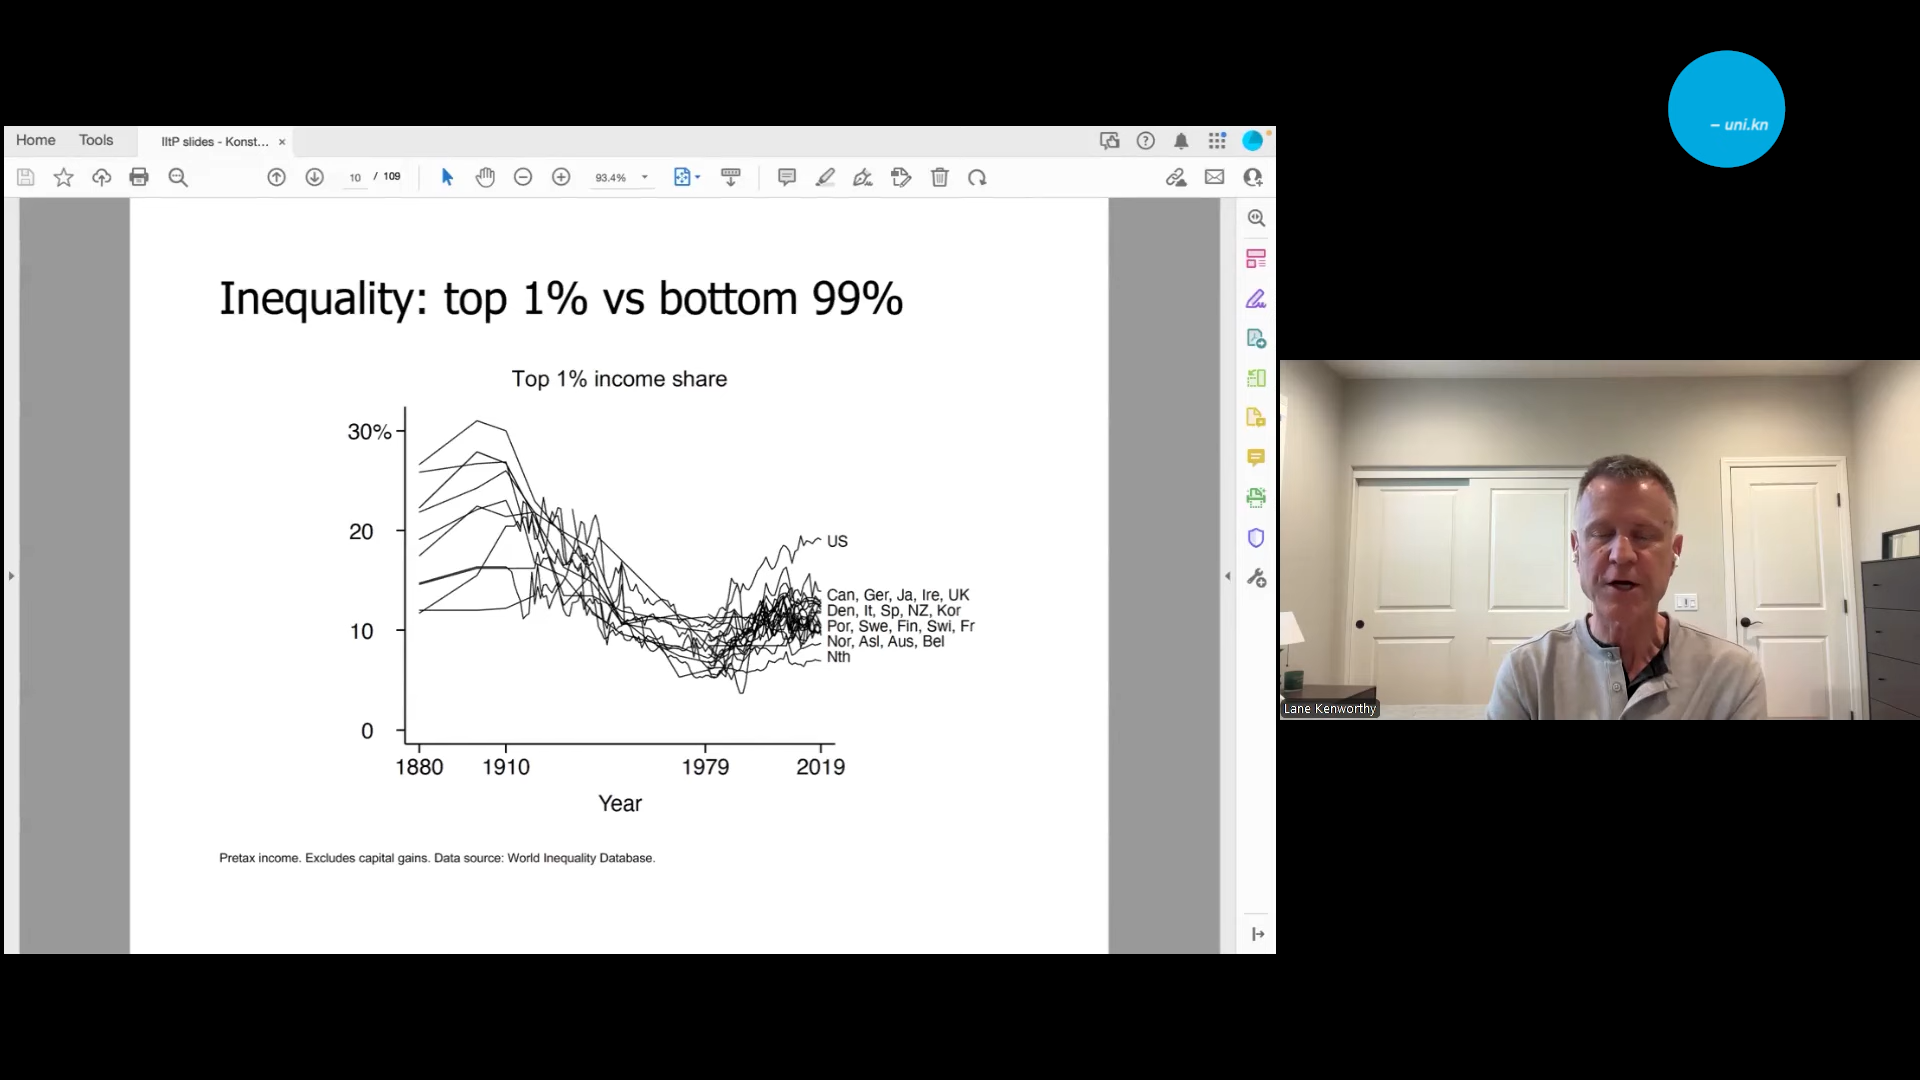 – uni.kn
Home Tools IItP slides - Konst... ×
10 / 109 93.4%
Inequality: top 1% vs bottom 99%
Top 1% income share
30%
20
10
0
US
Can, Ger, Ja, Ire, UK
Den, It, Sp, NZ, Kor
Por, Swe, Fin, Swi, Fr
Nor, Asl, Aus, Bel
Nth
1880 1910 1979 2019
Year
Pretax income. Excludes capital gains. Data source: World Inequality Database.
Lane Kenworthy